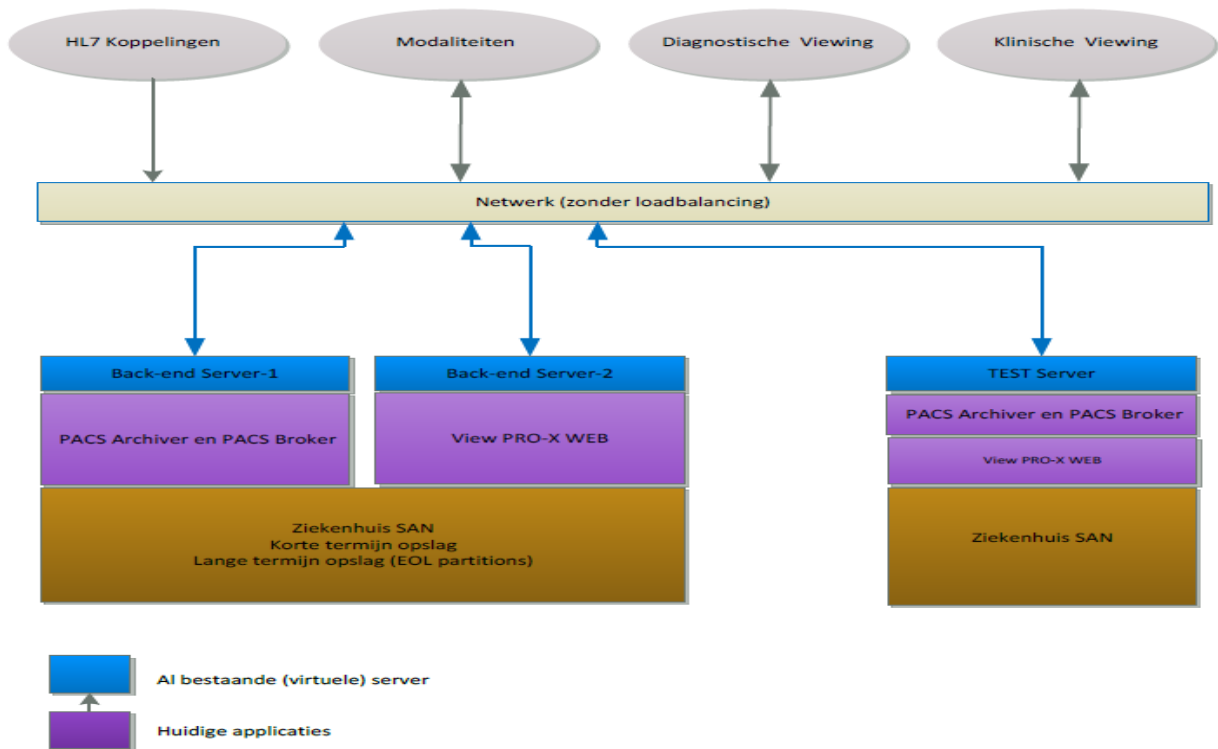 HL7 Koppelingen
Modaliteiten
Diagnostische Viewing
Klinische Viewing
Netwerk (zonder loadbalancing)
Back-end Server-1
Back-end Server-2
TEST Server
PACS Archiver en PACS Broker
View PRO-X WEB
PACS Archiver en PACS Broker
View PRO-X WEB
Ziekenhuis SAN
Korte termijn opslag
Lange termijn opslag (EOL partitions)
Ziekenhuis SAN
Al bestaande (virtuele) server
Huidige applicaties